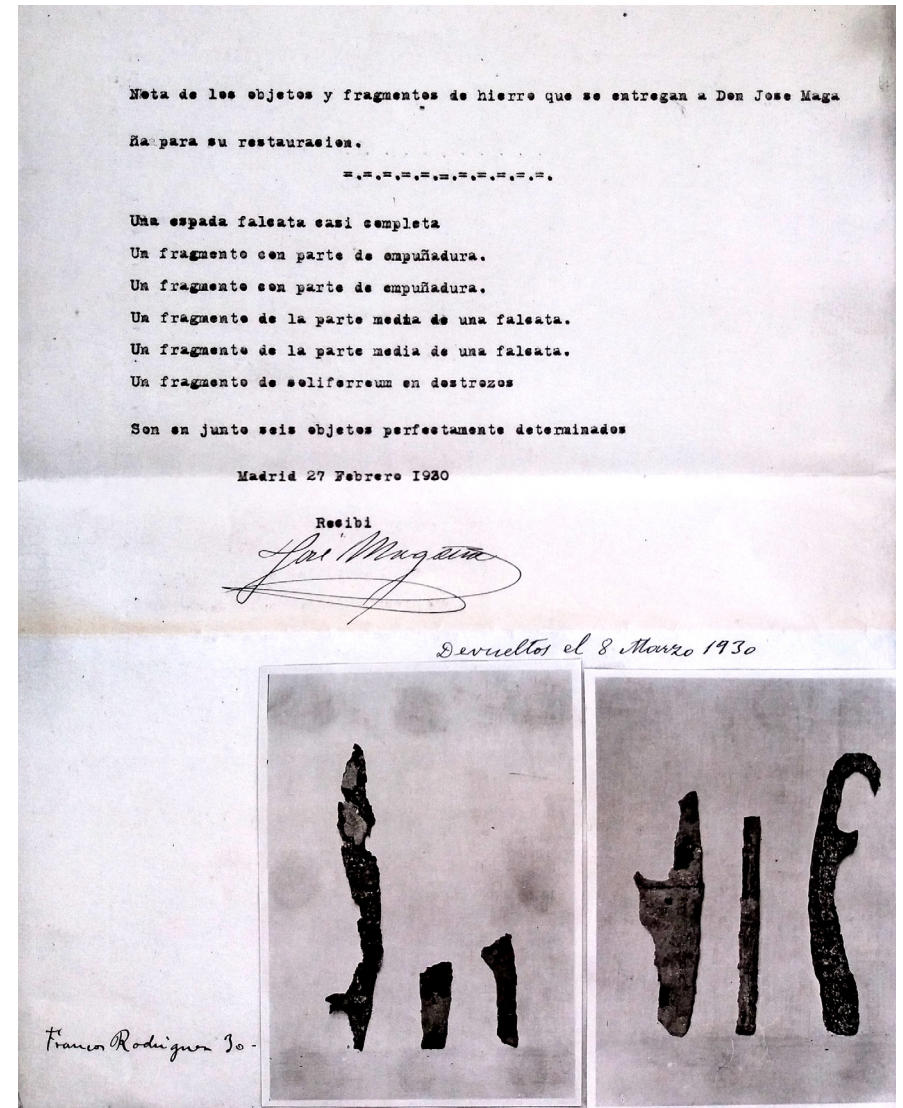 Nota de los objetos y fragmentos de hierro que se entregan a Don Jose Maga
ña para su restauracion.
=.=.=.=.=.=.=.=.=.=.=.
Una espada falcata casi completa
Un fragmento con parte de empuñadura.
Un fragmento con parte de empuñadura.
Un fragmento de la parte media de una falcata.
Un fragmento de la parte media de una falcata.
Un fragmento de soliferreum en destrozos
Son en junto seis objetos perfectamente determinados
Madrid 27 Febrero 1930
Recibi
José Magaña
Devueltos el 8 Marzo 1930
Francos Rodriguez 30-